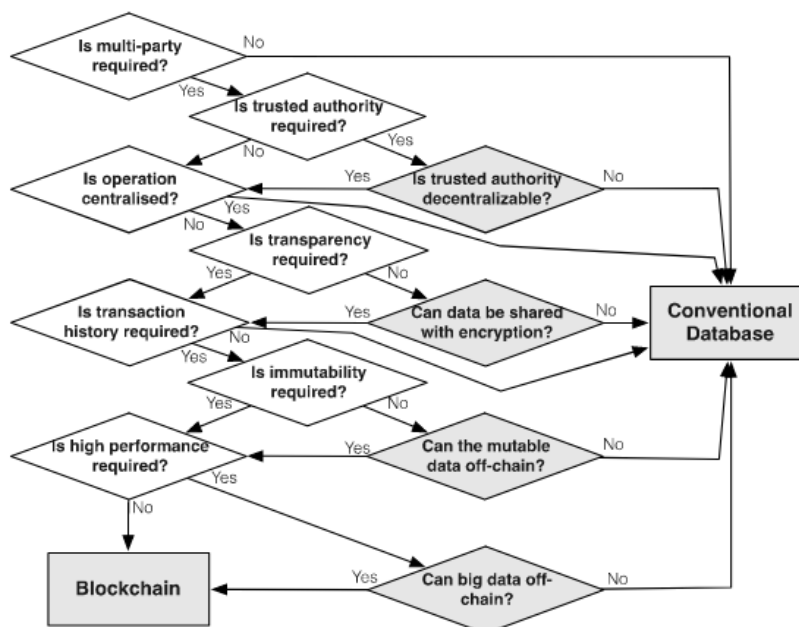 Is multi-party
required?
No
Yes
Is trusted authority
required?
No
Yes
Is operation
centralised?
Yes
Is trusted authority
decentralizable?
No
Yes
No
Is transparency
required?
Yes
No
Is transaction
history required?
Yes
Can data be shared
with encryption?
No
Conventional
Database
No
Yes
Is immutability
required?
Yes
No
Is high performance
required?
Yes
Can the mutable
data off-chain?
No
Yes
No
Blockchain
Yes
Can big data off-
chain?
No